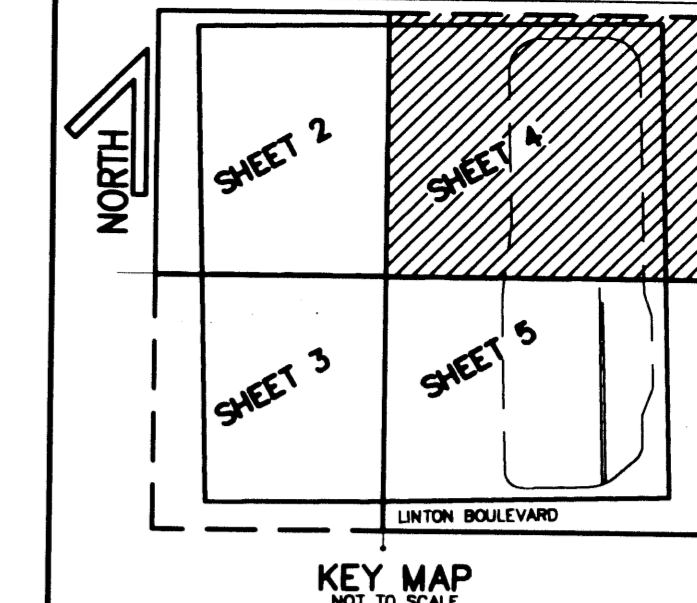 NORTH
SHEET 2
SHEET 4
SHEET 3
SHEET 5
LINTON BOULEVARD
KEY MAP
NOT TO SCALE